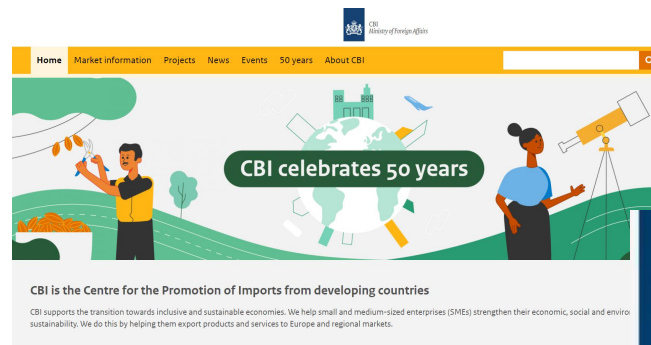 CBI
Ministry of Foreign Affairs
Home Market information Projects News Events 50 years About CBI
CBI celebrates 50 years
CBI is the Centre for the Promotion of Imports from developing countries
CBI supports the transition towards inclusive and sustainable economies. We help small and medium-sized enterprises (SMEs) strengthen their economic, social and enviro
sustainability. We do this by helping them export products and services to Europe and regional markets.